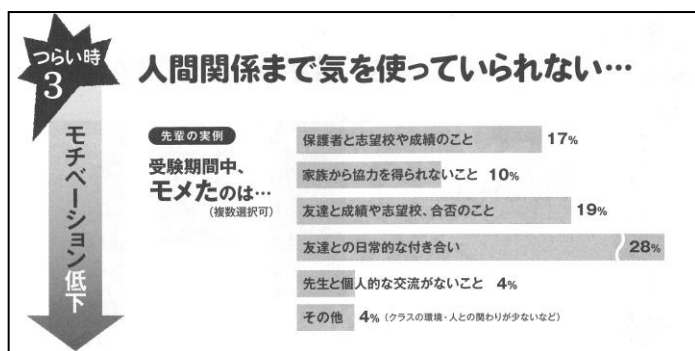 つらい時
3
人間関係まで気を使っていられない…
モチベーション低下
先輩の実例
受験期間中、
モメたのは…
(複数選択可)
保護者と志望校や成績のこと 17%
家族から協力を得られないこと 10%
友達と成績や志望校、合否のこと 19%
友達との日常的な付き合い 28%
先生と個人的な交流がないこと 4%
その他 4% (クラスの環境・人との関わりが少ないなど)